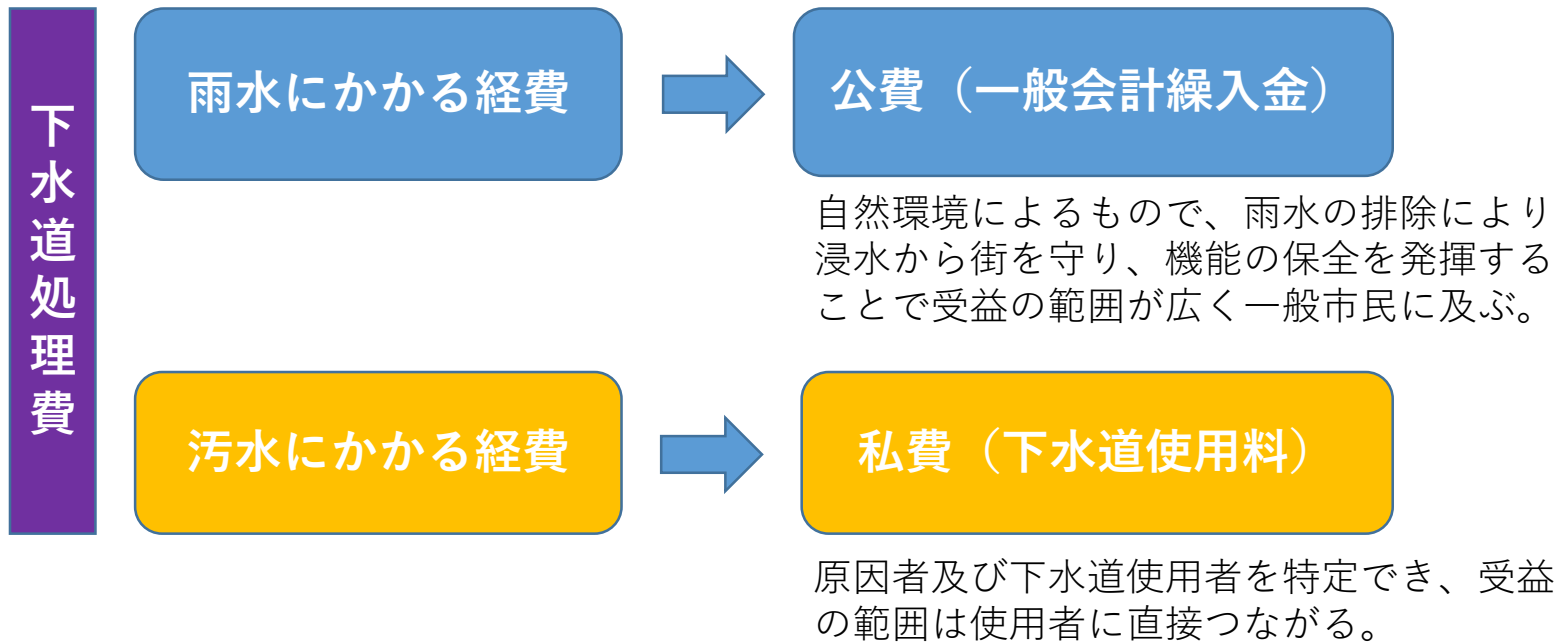 下水道処理費
雨水にかかる経費
公費（一般会計繰入金）
自然環境によるもので、雨水の排除により
浸水から街を守り、機能の保全を発揮する
ことで受益の範囲が広く一般市民に及ぶ。
汚水にかかる経費
私費（下水道使用料）
原因者及び下水道使用者を特定でき、受益
の範囲は使用者に直接つながる。